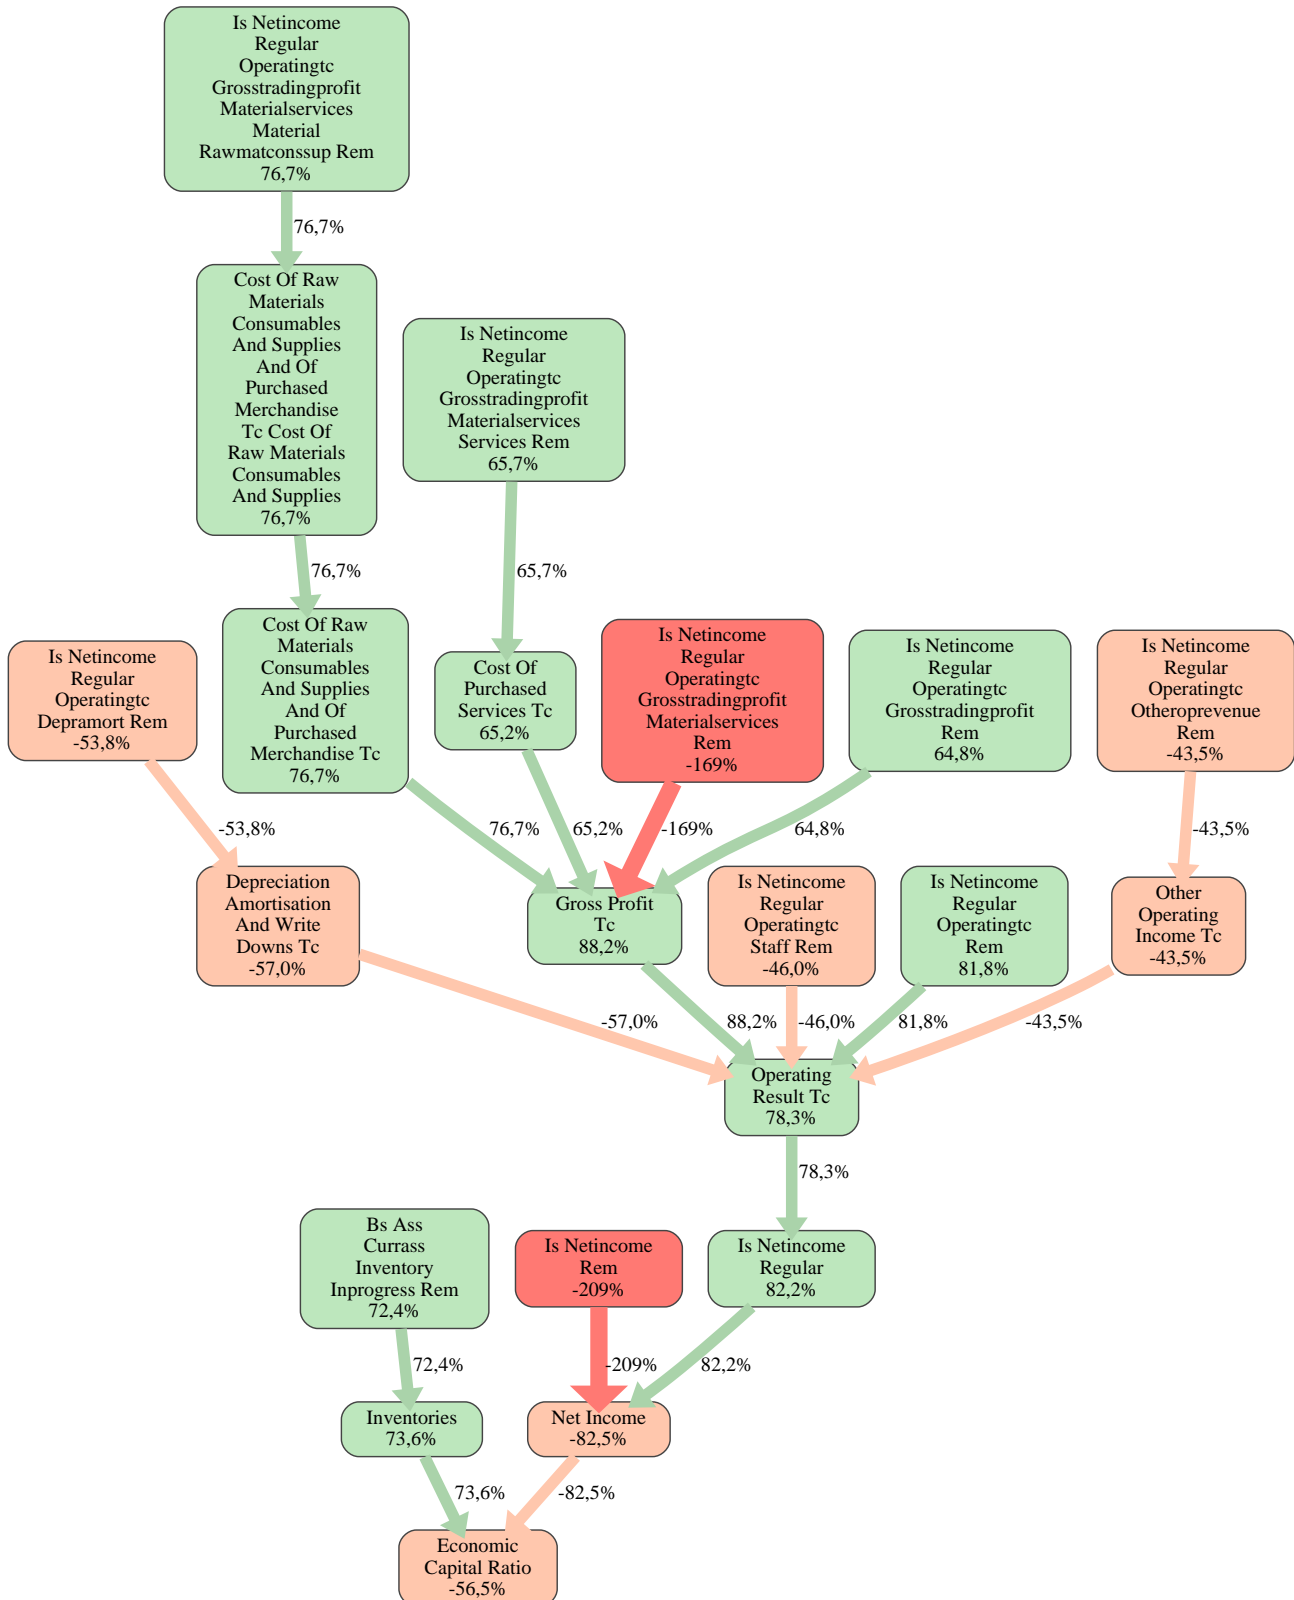 Is Netincome
Regular
Operatingtc
Grosstradingprofit
Materialservices
Material
Rawmatconssup Rem
76,7%
76,7%
Cost Of Raw
Materials
Consumables
And Supplies
And Of
Purchased
Merchandise
Tc Cost Of
Raw Materials
Consumables
And Supplies
76,7%
Is Netincome
Regular
Operatingtc
Grosstradingprofit
Materialservices
Services Rem
65,7%
76,7%
65,7%
Is Netincome
Regular
Operatingtc
Depramort Rem
-53,8%
Cost Of Raw
Materials
Consumables
And Supplies
And Of
Purchased
Merchandise Tc
76,7%
Cost Of
Purchased
Services Tc
65,2%
Is Netincome
Regular
Operatingtc
Grosstradingprofit
Materialservices
Rem
-169%
Is Netincome
Regular
Operatingtc
Grosstradingprofit
Rem
64,8%
Is Netincome
Regular
Operatingtc
Otheroprevenue
Rem
-43,5%
-53,8%
76,7%
65,2%
-169%
64,8%
-43,5%
Depreciation
Amortisation
And Write
Downs Tc
-57,0%
Gross Profit
Tc
88,2%
Is Netincome
Regular
Operatingtc
Staff Rem
-46,0%
Is Netincome
Regular
Operatingtc
Rem
81,8%
Other
Operating
Income Tc
-43,5%
-57,0%
88,2%
-46,0%
81,8%
-43,5%
Operating
Result Tc
78,3%
78,3%
Bs Ass
Currass
Inventory
Inprogress Rem
72,4%
Is Netincome
Rem
-209%
Is Netincome
Regular
82,2%
72,4%
-209%
82,2%
Inventories
73,6%
Net Income
-82,5%
73,6%
-82,5%
Economic
Capital Ratio
-56,5%